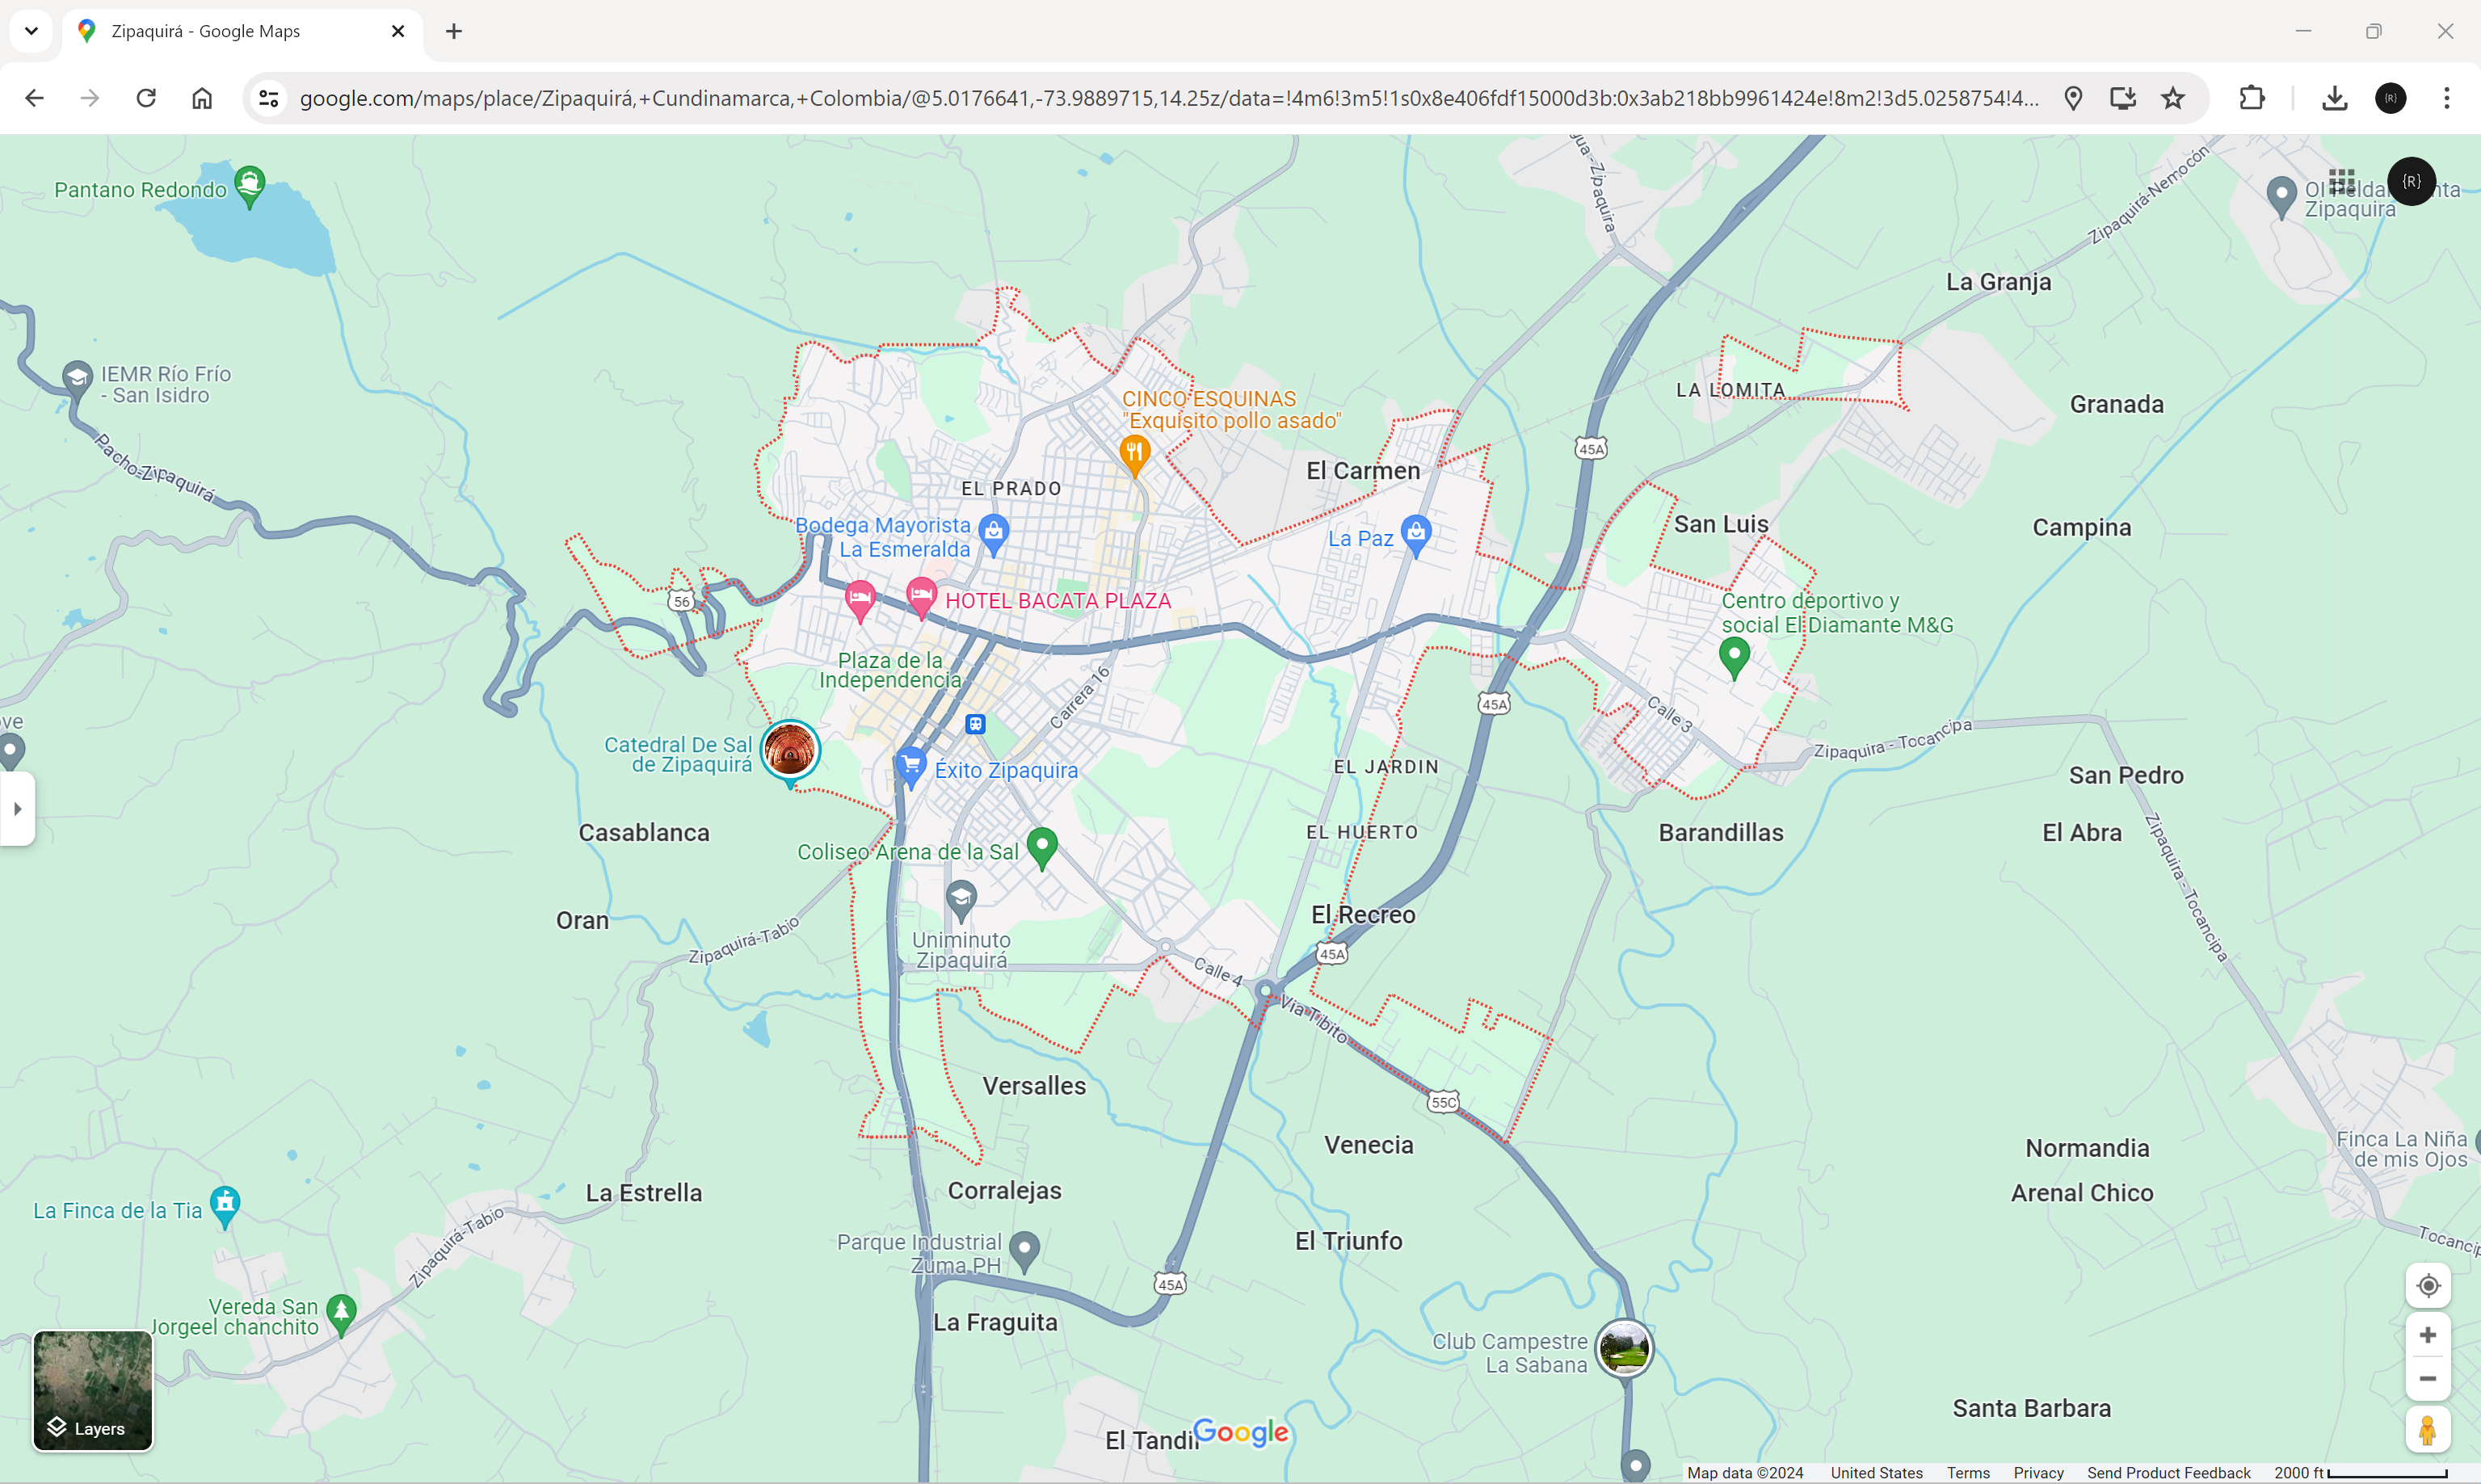 Zipaquirá - Google Maps
google.com/maps/place/Zipaquirá,+Cundinamarca,+Colombia/@5.0176641,-73.9889715,14.25z/data=!4m6!3m5!1s0x8e406fdf15000d3b:0x3ab218bb9961424e!8m2!3d5.0258754!4...
{R}
Pantano Redondo
Zipaquirá
Zipaquirá-Nemocón
{R}
Zipaquira
La Granja
IEMR Río Frío
- San Isidro
LA LOMITA
Granada
CINCO ESQUINAS
"Exquisito pollo asado"
45A
Pacho-Zipaquirá
El Carmen
EL PRADO
San Luis
Campina
Bodega Mayorista
La Esmeralda
La Paz
56
HOTEL BACATA PLAZA
Centro deportivo y
social El Diamante M&G
Plaza de la
Independencia
Carrera 16
45A
Calle 3
Zipaquira - Tocancipa
Catedral De Sal
de Zipaquirá
Éxito Zipaquira
EL JARDIN
San Pedro
Casablanca
EL HUERTO
Barandillas
El Abra
Coliseo Arena de la Sal
Zipaquira - Tocancipa
Oran
El Recreo
Zipaquirá-Tabio
Uniminuto
Zipaquirá
45A
Calle 4
Vía Tibito
Versalles
55C
Venecia
Normandia
Finca La Niña
de mis Ojos
La Estrella
Corralejas
Arenal Chico
La Finca de la Tia
Zipaquirá-Tabio
El Triunfo
Parque Industrial
Zuma PH
45A
Vereda San
Jorgeel chanchito
La Fraguita
Club Campestre
La Sabana
Santa Barbara
Layers
El Tandil
Google
Map data ©2024 United States Terms Privacy Send Product Feedback 2000 ft